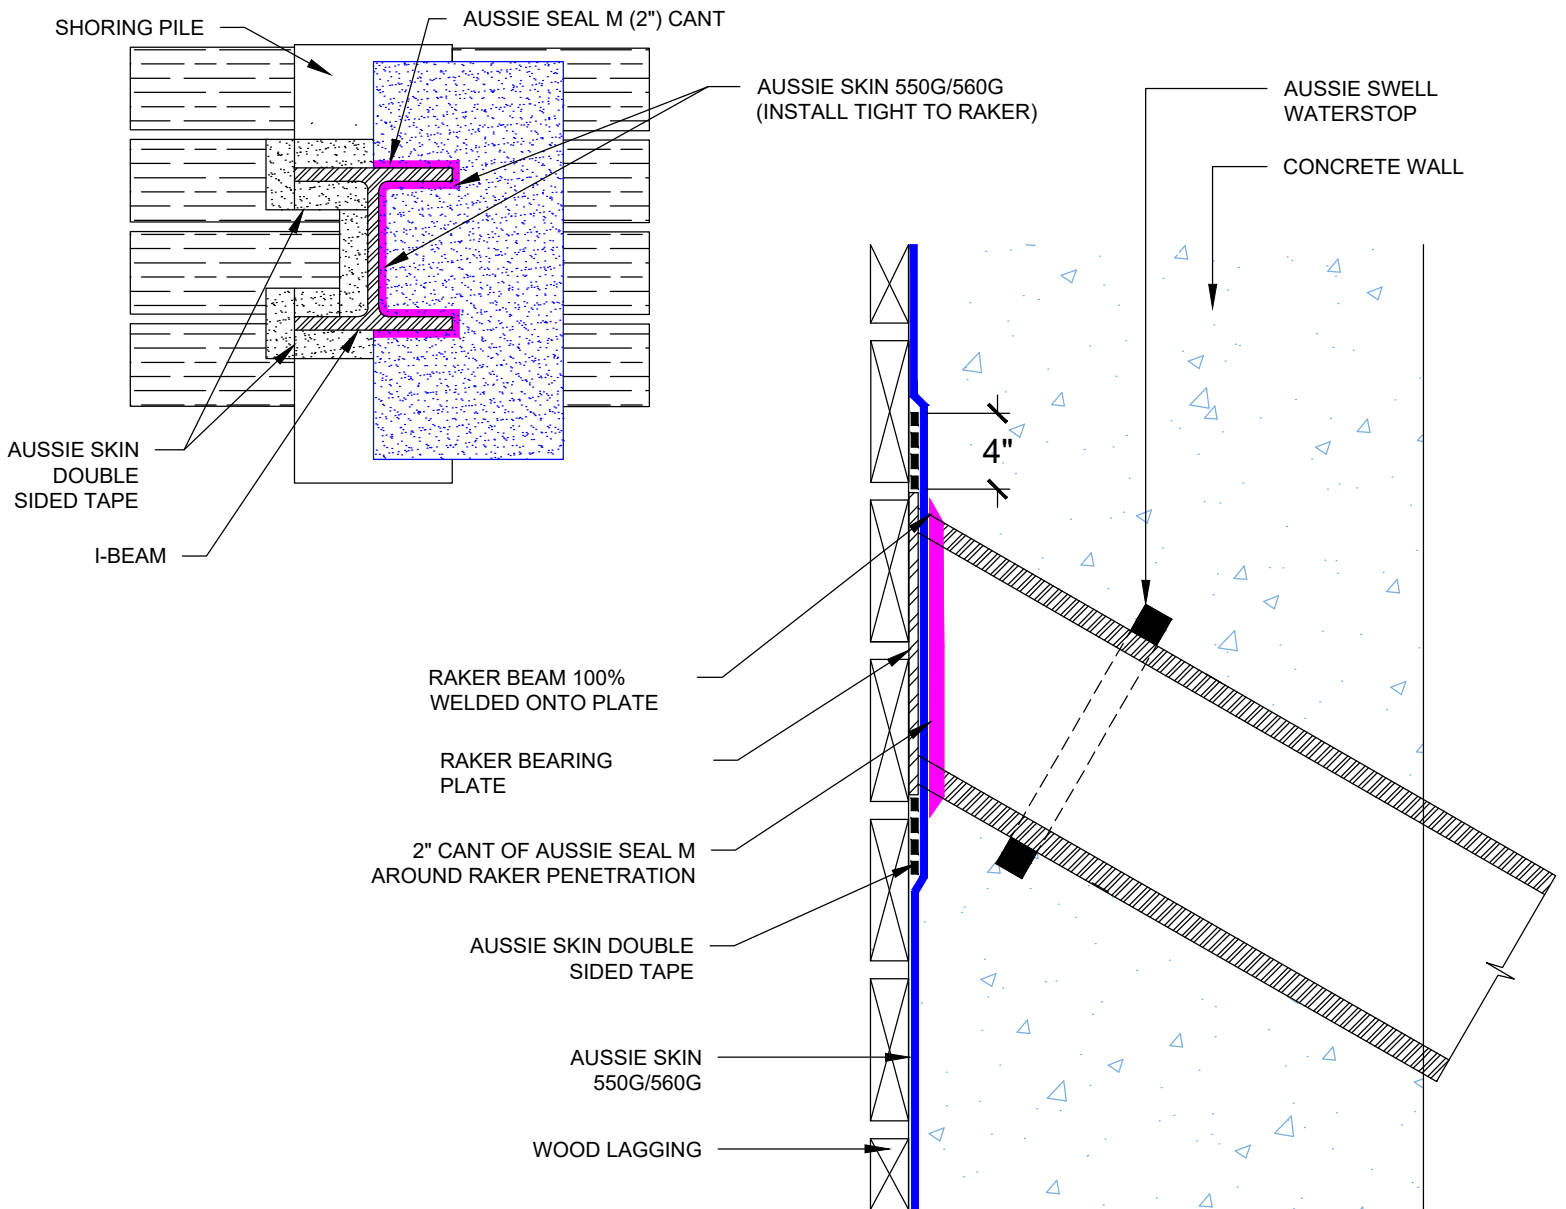 SHORING PILE
AUSSIE SEAL M (2") CANT
AUSSIE SKIN 550G/560G
(INSTALL TIGHT TO RAKER)
AUSSIE SWELL
WATERSTOP
CONCRETE WALL
AUSSIE SKIN
DOUBLE
SIDED TAPE
I-BEAM
4"
RAKER BEAM 100%
WELDED ONTO PLATE
RAKER BEARING
PLATE
2" CANT OF AUSSIE SEAL M
AROUND RAKER PENETRATION
AUSSIE SKIN DOUBLE
SIDED TAPE
AUSSIE SKIN
550G/560G
WOOD LAGGING